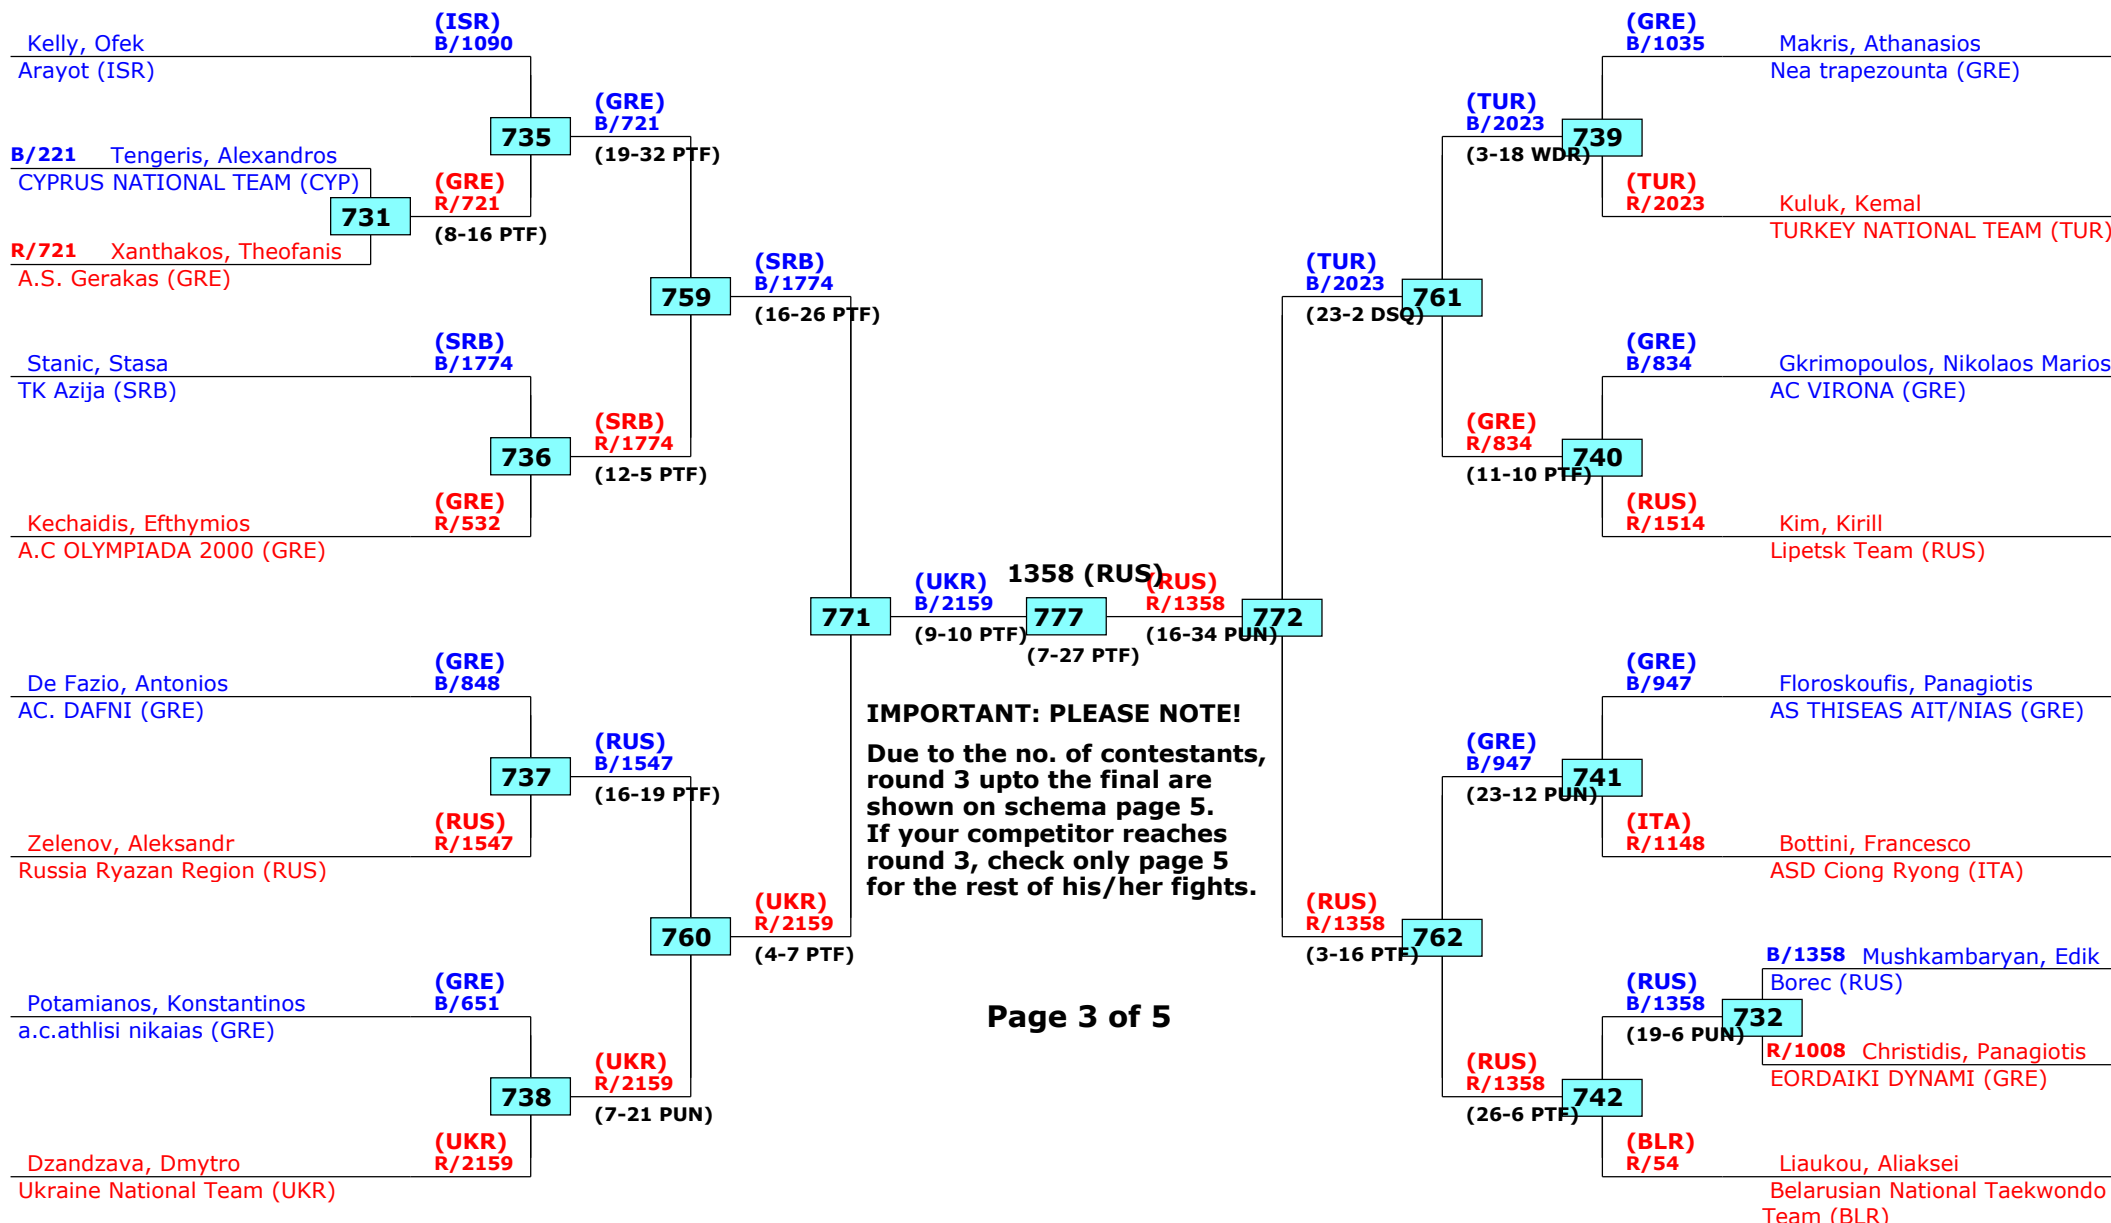 (ISR)
B/1090
Kelly, Ofek
Arayot (ISR)
735
(GRE)
B/721
(19-32 PTF)
B/221 Tengeris, Alexandros
CYPRUS NATIONAL TEAM (CYP)
731
(GRE)
R/721
(8-16 PTF)
R/721 Xanthakos, Theofanis
A.S. Gerakas (GRE)
759
(SRB)
B/1774
(16-26 PTF)
(SRB)
B/1774
Stanic, Stasa
TK Azija (SRB)
736
(SRB)
R/1774
(12-5 PTF)
(GRE)
R/532
Kechaidis, Efthymios
A.C OLYMPIADA 2000 (GRE)
771
(UKR)
B/2159
(9-10 PTF)
1358 (RUS)
777
(7-27 PTF)
(RUS)
R/1358
(16-34 PUN)
772
(GRE)
B/848
De Fazio, Antonios
AC. DAFNI (GRE)
737
(RUS)
B/1547
(16-19 PTF)
(RUS)
R/1547
Zelenov, Aleksandr
Russia Ryazan Region (RUS)
760
(UKR)
R/2159
(4-7 PTF)
(GRE)
B/651
Potamianos, Konstantinos
a.c.athlisi nikaias (GRE)
738
(UKR)
R/2159
(7-21 PUN)
(UKR)
R/2159
Dzandzava, Dmytro
Ukraine National Team (UKR)
IMPORTANT: PLEASE NOTE!
Due to the no. of contestants,
round 3 upto the final are
shown on schema page 5.
If your competitor reaches
round 3, check only page 5
for the rest of his/her fights.
Page 3 of 5
(GRE)
B/1035
Makris, Athanasios
Nea trapezounta (GRE)
(TUR)
B/2023
(3-18 WDR)
739
(TUR)
R/2023
Kuluk, Kemal
TURKEY NATIONAL TEAM (TUR)
(TUR)
B/2023
(23-2 DSQ)
761
(GRE)
B/834
Gkrimopoulos, Nikolaos Marios
AC VIRONA (GRE)
(GRE)
R/834
(11-10 PTF)
740
(RUS)
R/1514
Kim, Kirill
Lipetsk Team (RUS)
(GRE)
B/947
Floroskoufis, Panagiotis
AS THISEAS AIT/NIAS (GRE)
(GRE)
B/947
(23-12 PUN)
741
(ITA)
R/1148
Bottini, Francesco
ASD Ciong Ryong (ITA)
(RUS)
R/1358
(3-16 PTF)
762
B/1358 Mushkambaryan, Edik
Borec (RUS)
(RUS)
B/1358
(19-6 PUN)
732
R/1008 Christidis, Panagiotis
EORDAIKI DYNAMI (GRE)
(RUS)
R/1358
(26-6 PTF)
742
(BLR)
R/54
Liaukou, Aliaksei
Belarusian National Taekwondo
Team (BLR)